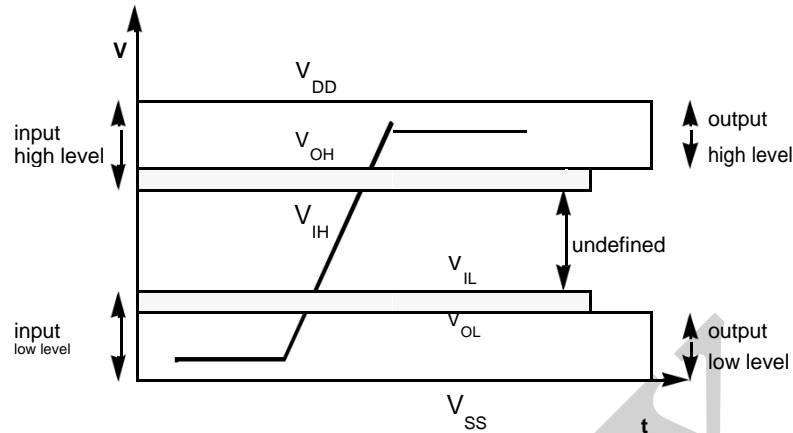 V
V DD
input
high level
V OH
output
high level
V IH
undefined
V IL
V OL
input
low level
output
low level
V SS
t